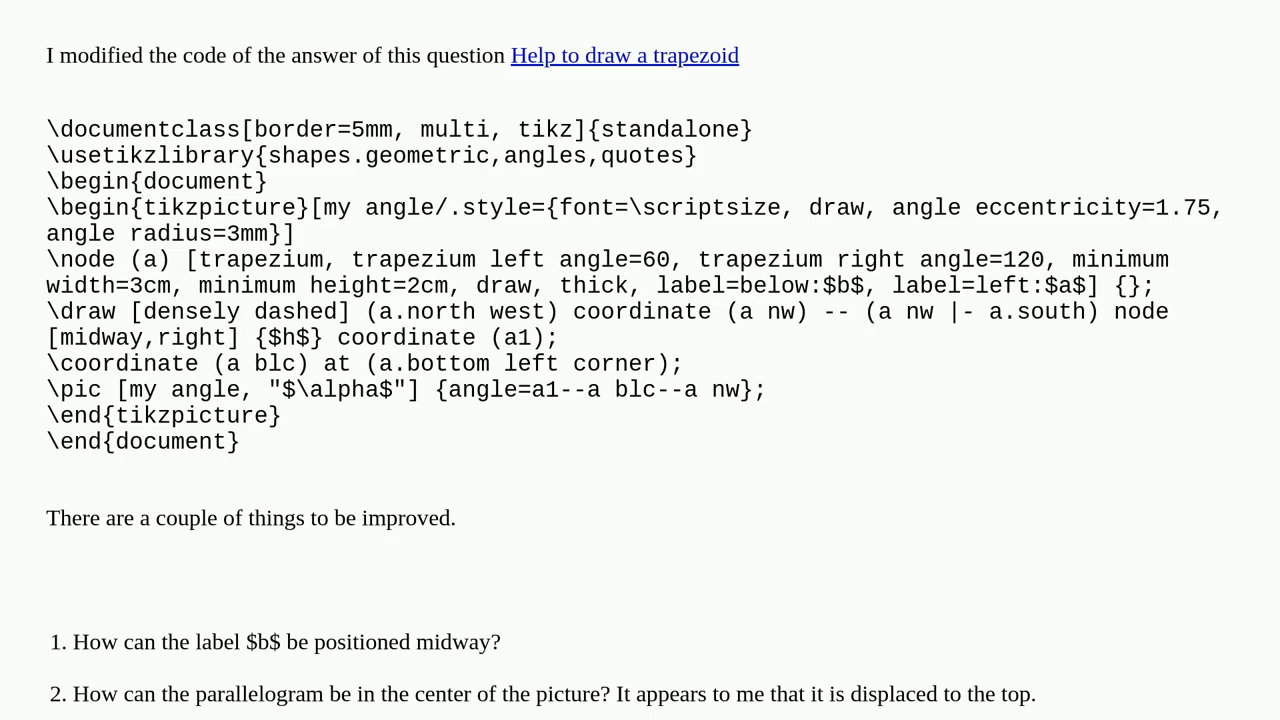 I modified the code of the answer of this question Help to draw a trapezoid
\documentclass[border=5mm, multi, tikz]{standalone}
\usetikzlibrary{shapes.geometric,angles,quotes}
\begin{document}
\begin{tikzpicture}[my angle/.style={font=\scriptsize, draw, angle eccentricity=1.75,
angle radius=3mm}]
\node (a) [trapezium, trapezium left angle=60, trapezium right angle=120, minimum
width=3cm, minimum height=2cm, draw, thick, label=below:$b$, label=left:$a$] {};
\draw [densely dashed] (a.north west) coordinate (a nw) -- (a nw |- a.south) node
[midway,right] {$h$} coordinate (a1);
\coordinate (a blc) at (a.bottom left corner);
\pic [my angle, "$\alpha$"] {angle=a1--a blc--a nw};
\end{tikzpicture}
\end{document}
There are a couple of things to be improved.
1. How can the label $b$ be positioned midway?
2. How can the parallelogram be in the center of the picture? It appears to me that it is displaced to the top.